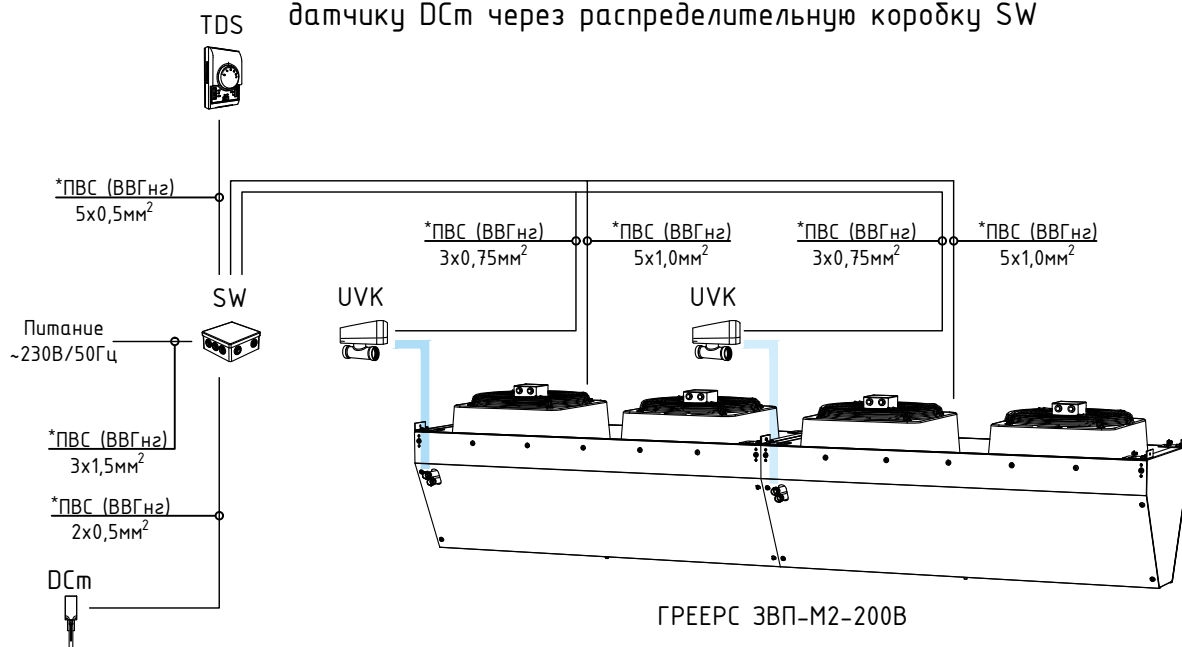 датчику DCm через распределительную коробку SW
TDS
*ПВС (ВВГнг)
5х0,5мм²
*ПВС (ВВГнг)
3х0,75мм²
*ПВС (ВВГнг)
5х1,0мм²
*ПВС (ВВГнг)
3х0,75мм²
*ПВС (ВВГнг)
5х1,0мм²
SW
UVK
UVK
Питание
~230В/50Гц
*ПВС (ВВГнг)
3х1,5мм²
*ПВС (ВВГнг)
2х0,5мм²
DCm
ГРЕЕРС ЗВП-М2-200В